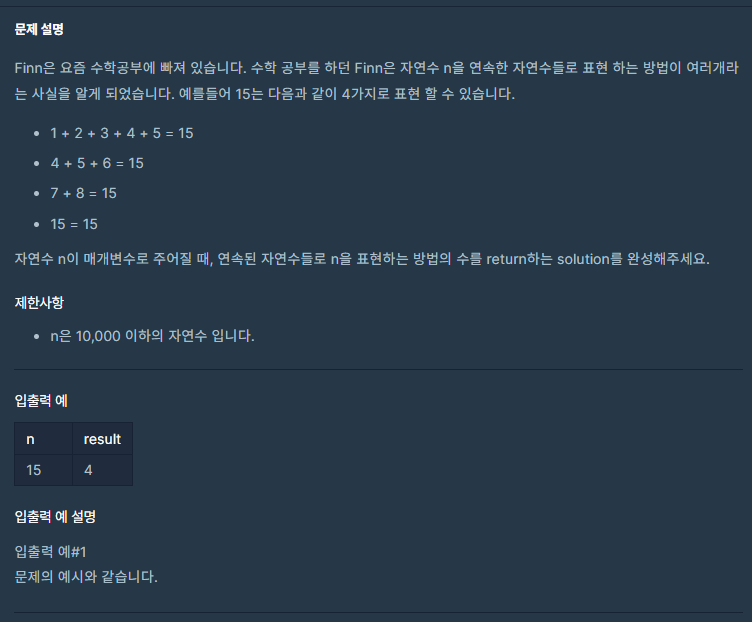 문제 설명
Finn은 요즘 수학공부에 빠져 있습니다. 수학 공부를 하던 Finn은 자연수 n을 연속한 자연수들로 표현 하는 방법이 여러개라
는 사실을 알게 되었습니다. 예를들어 15는 다음과 같이 4가지로 표현 할 수 있습니다.
• 1 + 2 + 3 + 4 + 5 = 15
• 4 + 5 + 6 = 15
• 7 + 8 = 15
• 15 = 15
자연수 n이 매개변수로 주어질 때, 연속된 자연수들로 n을 표현하는 방법의 수를 return하는 solution를 완성해주세요.
제한사항
• n은 10,000 이하의 자연수 입니다.
입출력 예
n result
15 4
입출력 예 설명
입출력 예#1
문제의 예시와 같습니다.